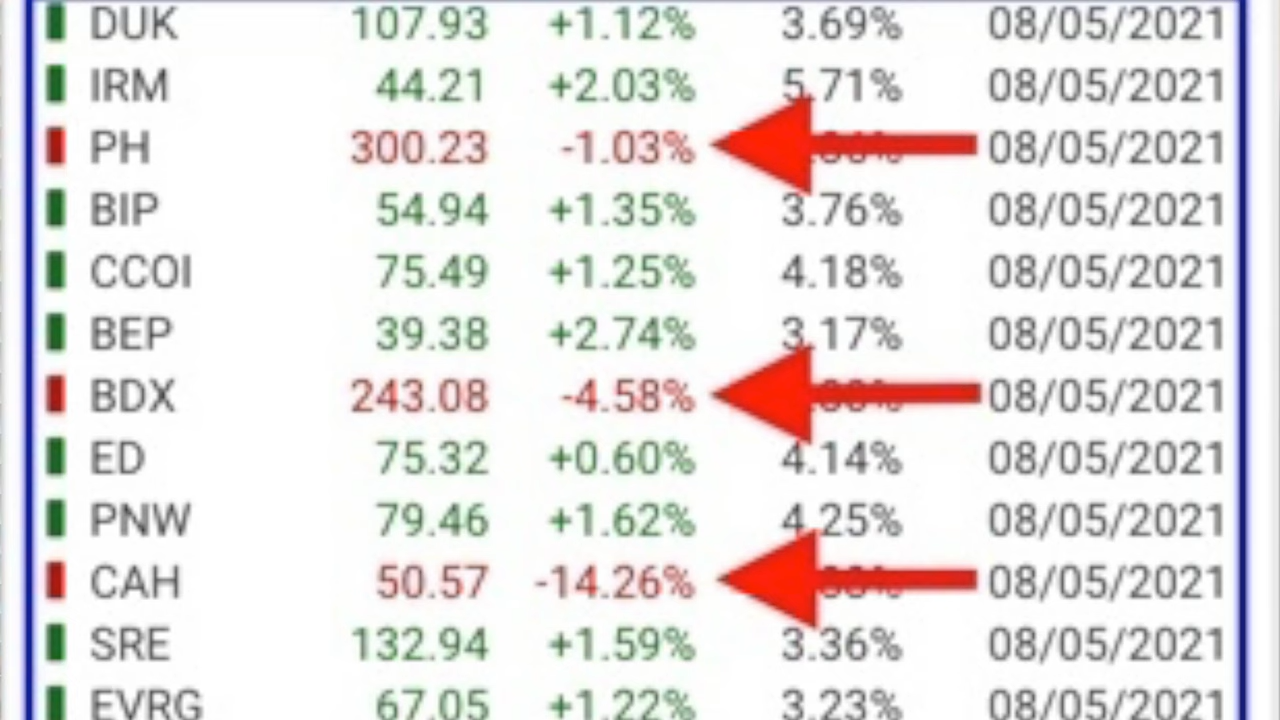 DUK 107.93 +1.12% 3.69% 08/05/2021
IRM 44.21 +2.03% 5.71% 08/05/2021
PH 300.23 -1.03% 08/05/2021
BIP 54.94 +1.35% 3.76% 08/05/2021
CCOI 75.49 +1.25% 4.18% 08/05/2021
BEP 39.38 +2.74% 3.17% 08/05/2021
BDX 243.08 -4.58% 08/05/2021
ED 75.32 +0.60% 4.14% 08/05/2021
PNW 79.46 +1.62% 4.25% 08/05/2021
CAH 50.57 -14.26% 08/05/2021
SRE 132.94 +1.59% 3.36% 08/05/2021
EVRG 67.05 +1.22% 3.23% 08/05/2021